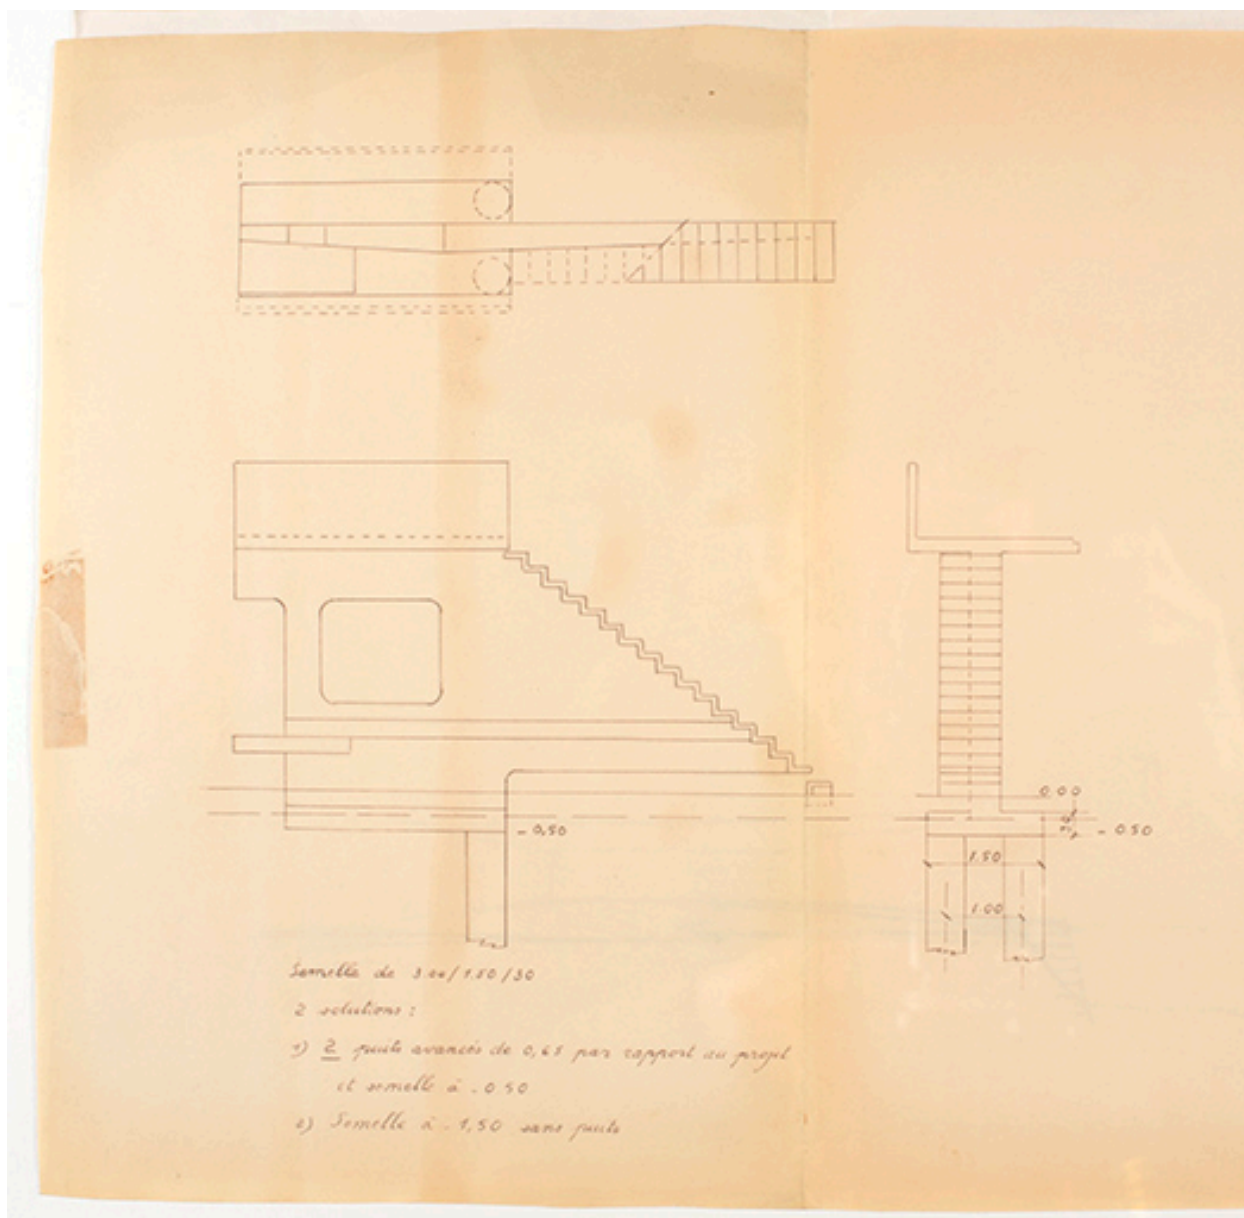 0.00
- 0,50
- 0.50
1.50
1.00
Semelle de 3.00/1.50/30
2 solutions :
1) 2 puits avancés de 0,65 par rapport au projet
et semelle à - 0.50
2) Semelle à - 1,50 sans puits